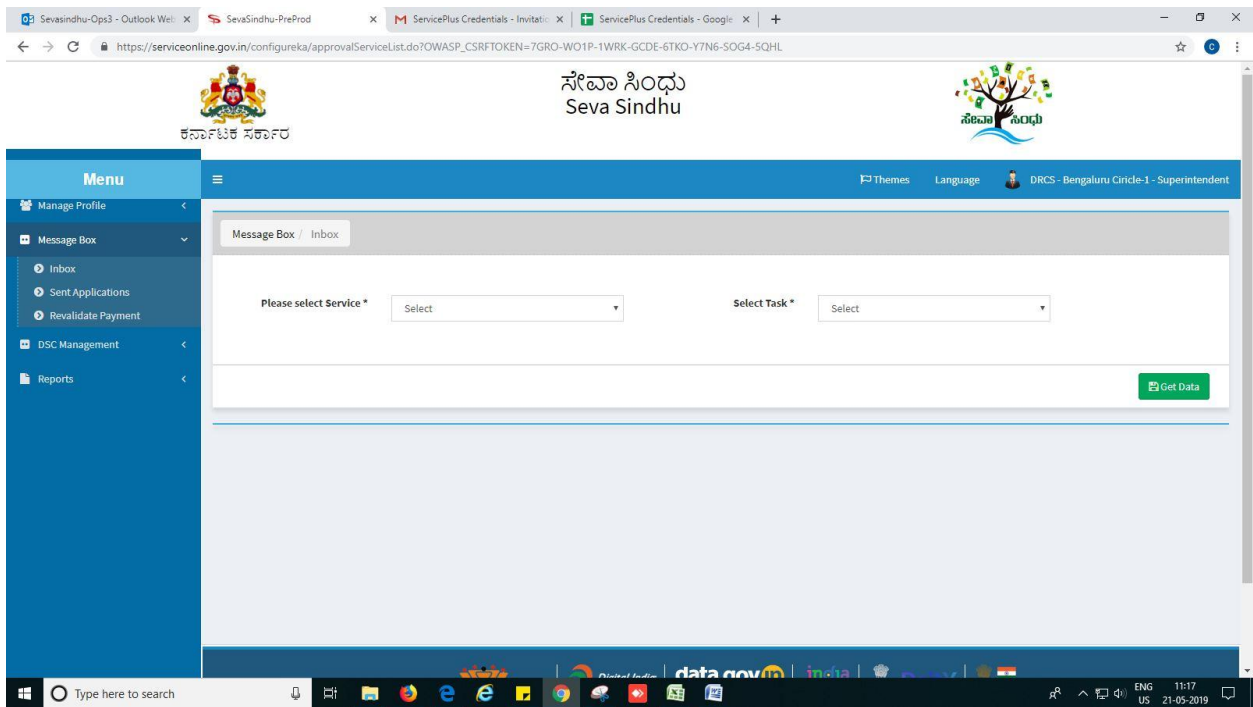 Sevasindhu-Ops3 - Outlook Web
SevaSindhu-PreProd
ServicePlus Credentials - Invitatio
ServicePlus Credentials - Google
https://serviceonline.gov.in/configureka/approvalServiceList.do?OWASP_CSRFTOKEN=7GRO-WO1P-1WRK-GCDE-6TKO-Y7N6-SOG4-5QHL
C
ಕರ್ನಾಟಕ ಸರ್ಕಾರ
ಸೇವಾ ಸಿಂಧು
Seva Sindhu
ಸೇವಾ ಸಿಂಧು
Menu
Themes
Language
DRCS - Bengaluru Ciricle-1 - Superintendent
Manage Profile
Message Box
Inbox
Sent Applications
Revalidate Payment
DSC Management
Reports
Message Box / Inbox
Please select Service *
Select
Select Task *
Select
Get Data
Digital India
data.gov in
india
Type here to search
ENG
US
11:17
21-05-2019